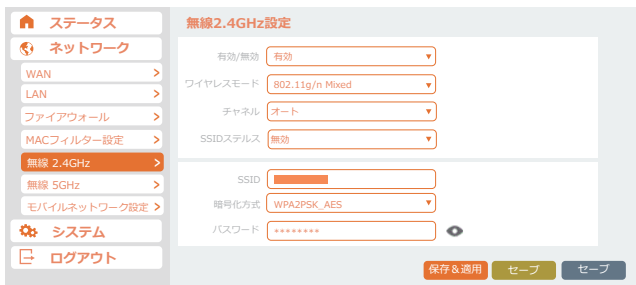 ステータス
ネットワーク
WAN >
LAN >
ファイアウォール >
MACフィルター設定 >
無線 2.4GHz >
無線 5GHz >
モバイルネットワーク設定 >
システム
ログアウト
無線2.4GHz設定
有効/無効 有効
ワイヤレスモード 802.11g/n Mixed
チャネル オート
SSIDステルス 無効
SSID
暗号化方式 WPA2PSK_AES
パスワード ********
保存&適用 セーブ セーブ